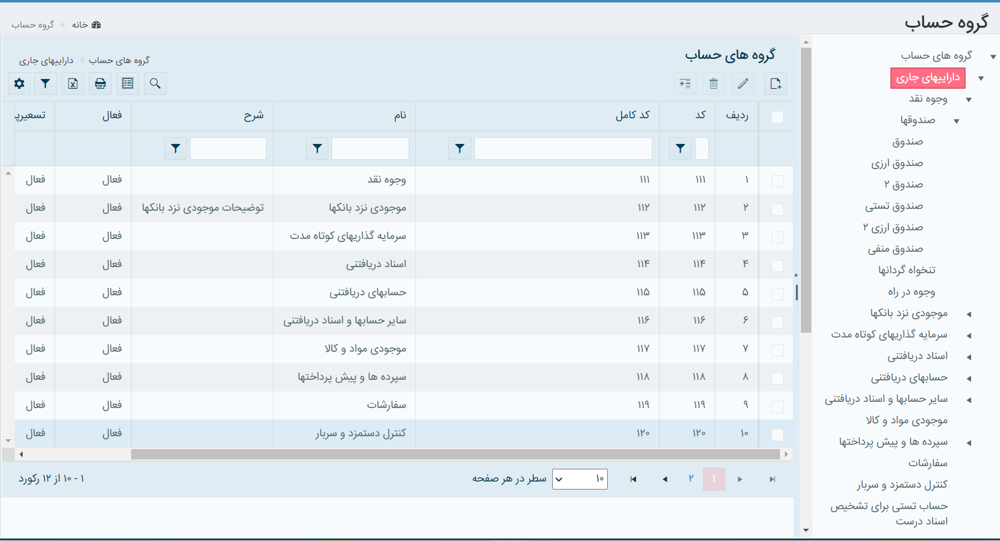 گروه حساب
خانه > گروه حساب
گروه های حساب
داراییهای جاری
وجوه نقد
صندوقها
صندوق
صندوق ارزی
صندوق ۲
صندوق تستی
صندوق ارزی ۲
صندوق منفی
تنخواه گردانها
وجوه در راه
موجودی نزد بانکها
سرمایه گذاریهای کوتاه مدت
اسناد دریافتنی
حسابهای دریافتنی
سایر حسابها و اسناد دریافتنی
موجودی مواد و کالا
سپرده ها و پیش پرداختها
سفارشات
کنترل دستمزد و سربار
حساب تستی برای تشخیص
اسناد درست
گروه های حساب
گروه های حساب > داراییهای جاری
ردیف کد کد کامل نام شرح فعال تسعیرپ
۱ ۱۱۱ ۱۱۱ وجوه نقد فعال فعال
۲ ۱۱۲ ۱۱۲ موجودی نزد بانکها توضیحات موجودی نزد بانکها فعال فعال
۳ ۱۱۳ ۱۱۳ سرمایه گذاریهای کوتاه مدت فعال فعال
۴ ۱۱۴ ۱۱۴ اسناد دریافتنی فعال فعال
۵ ۱۱۵ ۱۱۵ حسابهای دریافتنی فعال فعال
۶ ۱۱۶ ۱۱۶ سایر حسابها و اسناد دریافتنی فعال فعال
۷ ۱۱۷ ۱۱۷ موجودی مواد و کالا فعال فعال
۸ ۱۱۸ ۱۱۸ سپرده ها و پیش پرداختها فعال فعال
۹ ۱۱۹ ۱۱۹ سفارشات فعال فعال
۱۰ ۱۲۰ ۱۲۰ کنترل دستمزد و سربار فعال فعال
۱ ۲ ۱۰ سطر در هر صفحه ۱ - ۱۰ از ۱۲ رکورد